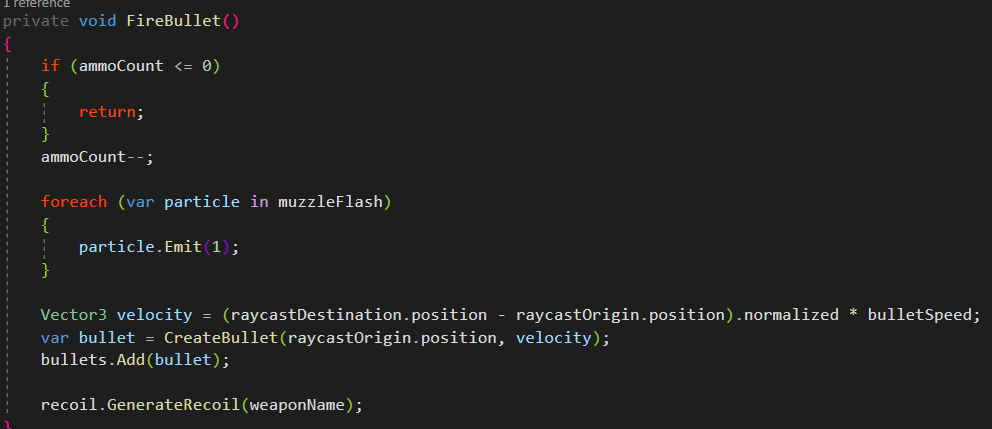 1 reference
private void FireBullet()
{
if (ammoCount <= 0)
{
return;
}
ammoCount--;
foreach (var particle in muzzleFlash)
{
particle.Emit(1);
}
Vector3 velocity = (raycastDestination.position - raycastOrigin.position).normalized * bulletSpeed;
var bullet = CreateBullet(raycastOrigin.position, velocity);
bullets.Add(bullet);
recoil.GenerateRecoil(weaponName);
}